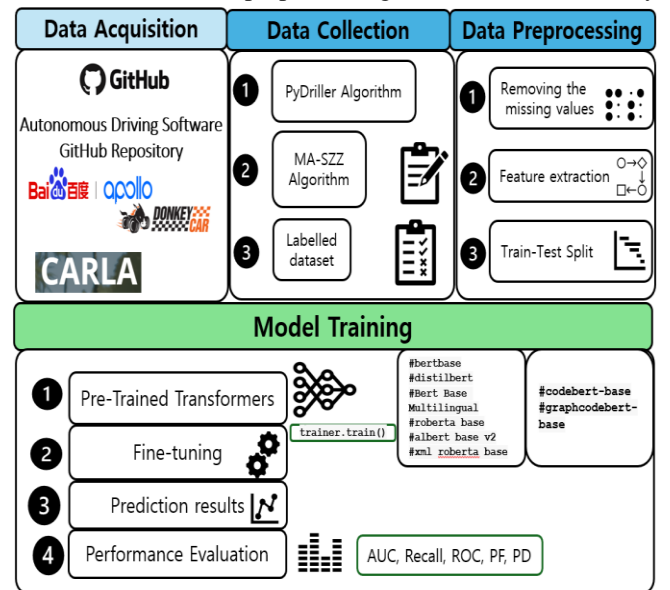 Data Acquisition
GitHub
Autonomous Driving Software
GitHub Repository
Bai du 百度 | apollo
DONKEY
CAR
CARLA
Data Collection
1 PyDriller Algorithm
2 MA-SZZ
Algorithm
3 Labelled
dataset
Data Preprocessing
1 Removing the
missing values
2 Feature extraction
3 Train-Test Split
Model Training
1 Pre-Trained Transformers
2 Fine-tuning
3 Prediction results
4 Performance Evaluation
trainer.train()
#bertbase
#distilbert
#Bert Base
Multilingual
#roberta base
#albert base v2
#xml roberta base
#codebert-base
#graphcodebert-
base
AUC, Recall, ROC, PF, PD